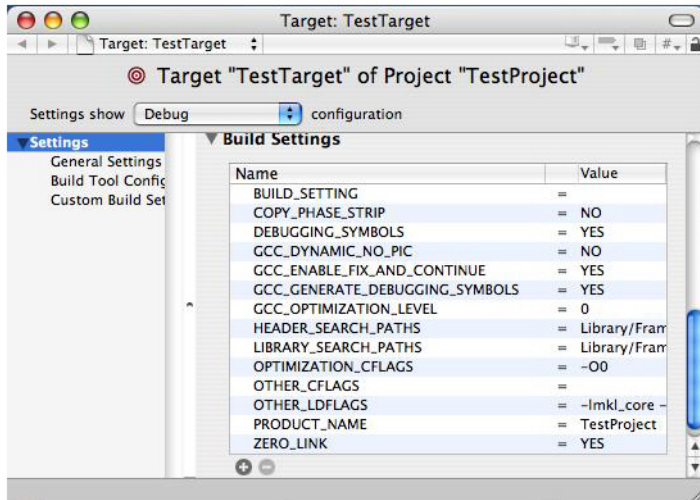 Target: TestTarget
Target: TestTarget
Target "TestTarget" of Project "TestProject"
Settings show Debug configuration
Settings
General Settings
Build Tool Config
Custom Build Set
Build Settings
Name Value
BUILD_SETTING =
COPY_PHASE_STRIP = NO
DEBUGGING_SYMBOLS = YES
GCC_DYNAMIC_NO_PIC = NO
GCC_ENABLE_FIX_AND_CONTINUE = YES
GCC_GENERATE_DEBUGGING_SYMBOLS = YES
GCC_OPTIMIZATION_LEVEL = 0
HEADER_SEARCH_PATHS = Library/Fram
LIBRARY_SEARCH_PATHS = Library/Fram
OPTIMIZATION_CFLAGS = -O0
OTHER_CFLAGS =
OTHER_LDFLAGS = -lmkl_core -
PRODUCT_NAME = TestProject
ZERO_LINK = YES